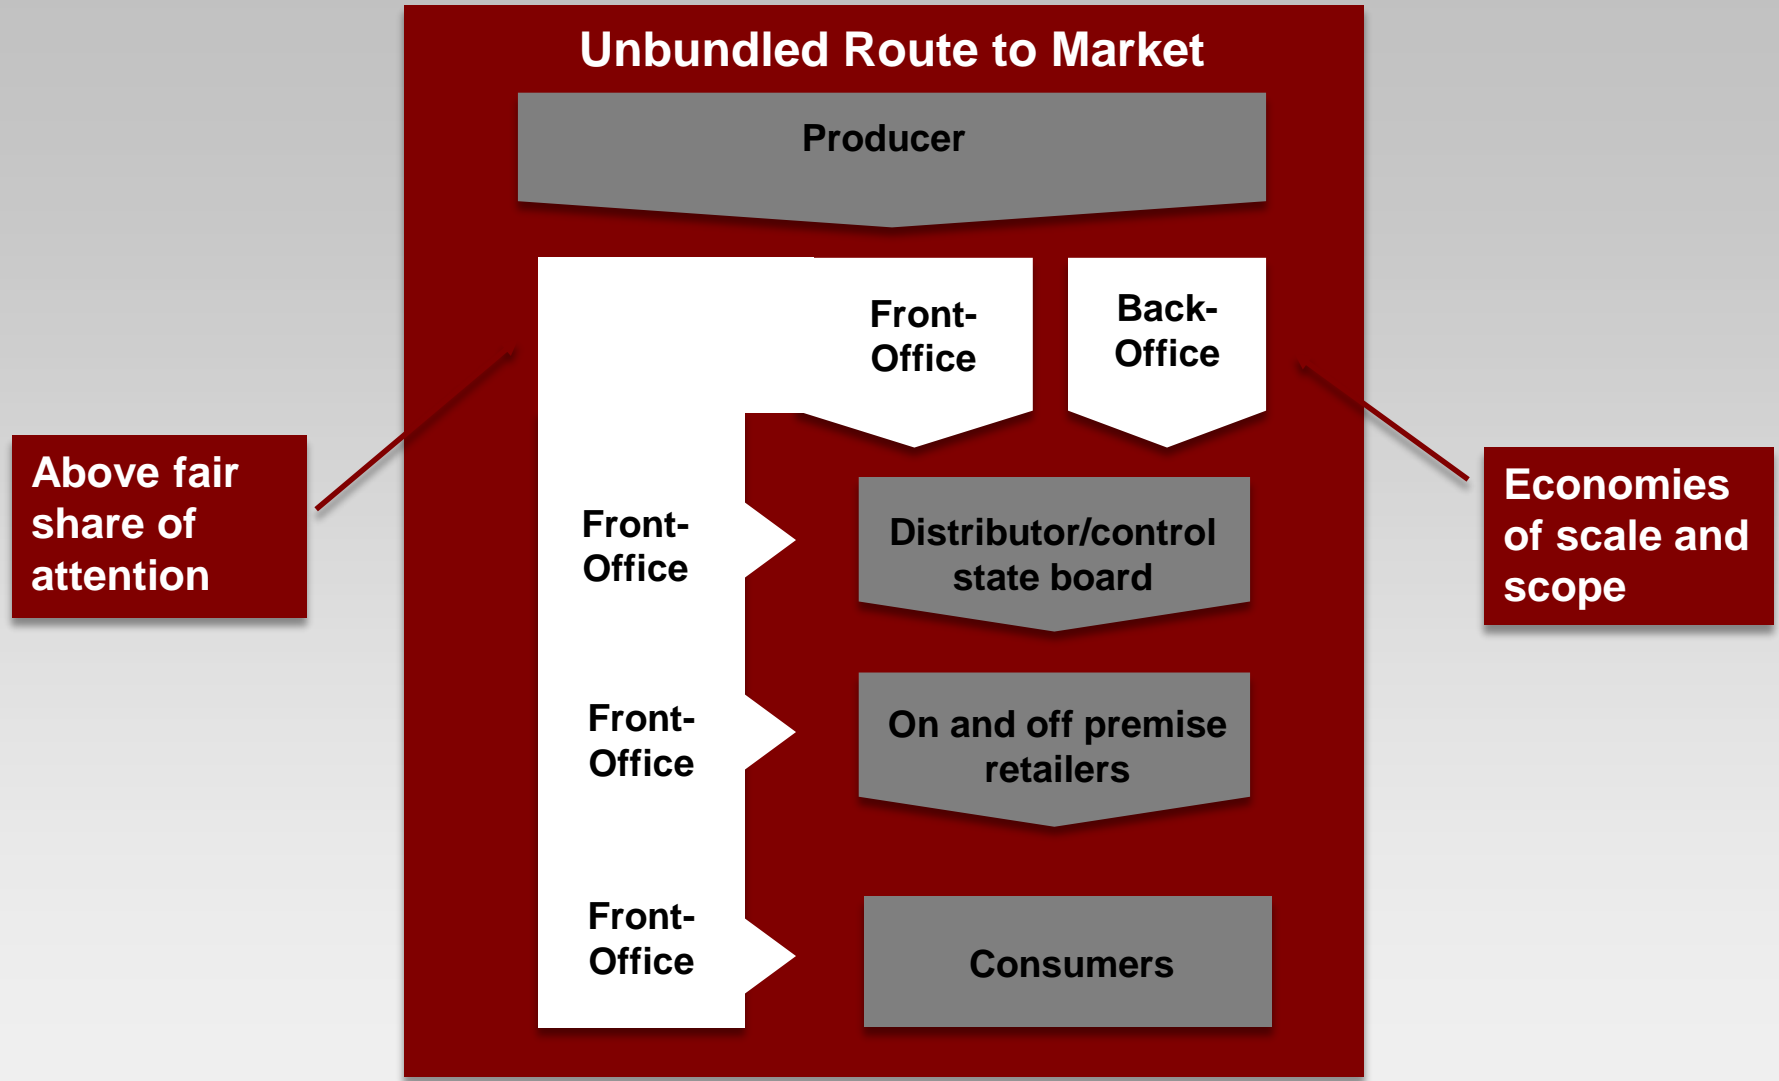 Unbundled Route to Market
Producer
Front-
Office
Back-
Office
Above fair
share of
attention
Economies
of scale and
scope
Front-
Office
Distributor/control
state board
Front-
Office
On and off premise
retailers
Front-
Office
Consumers